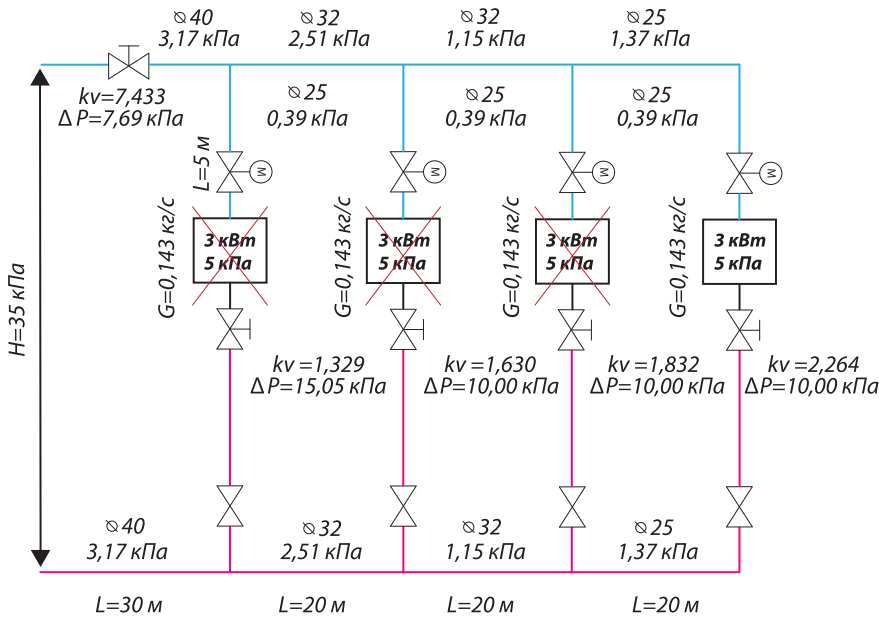 ⌀40
3,17 кПа
⌀32
2,51 кПа
⌀32
1,15 кПа
⌀25
1,37 кПа
kv=7,433
Δ P=7,69 кПа
⌀25
0,39 кПа
⌀25
0,39 кПа
⌀25
0,39 кПа
L=5 м
M
M
M
M
G=0,143 кг/с
3 кВт
5 кПа
G=0,143 кг/с
3 кВт
5 кПа
G=0,143 кг/с
3 кВт
5 кПа
G=0,143 кг/с
3 кВт
5 кПа
H=35 кПа
kv =1,329
Δ P=15,05 кПа
kv =1,630
Δ P=10,00 кПа
kv =1,832
Δ P=10,00 кПа
kv =2,264
Δ P=10,00 кПа
⌀40
3,17 кПа
⌀32
2,51 кПа
⌀32
1,15 кПа
⌀25
1,37 кПа
L=30 м
L=20 м
L=20 м
L=20 м